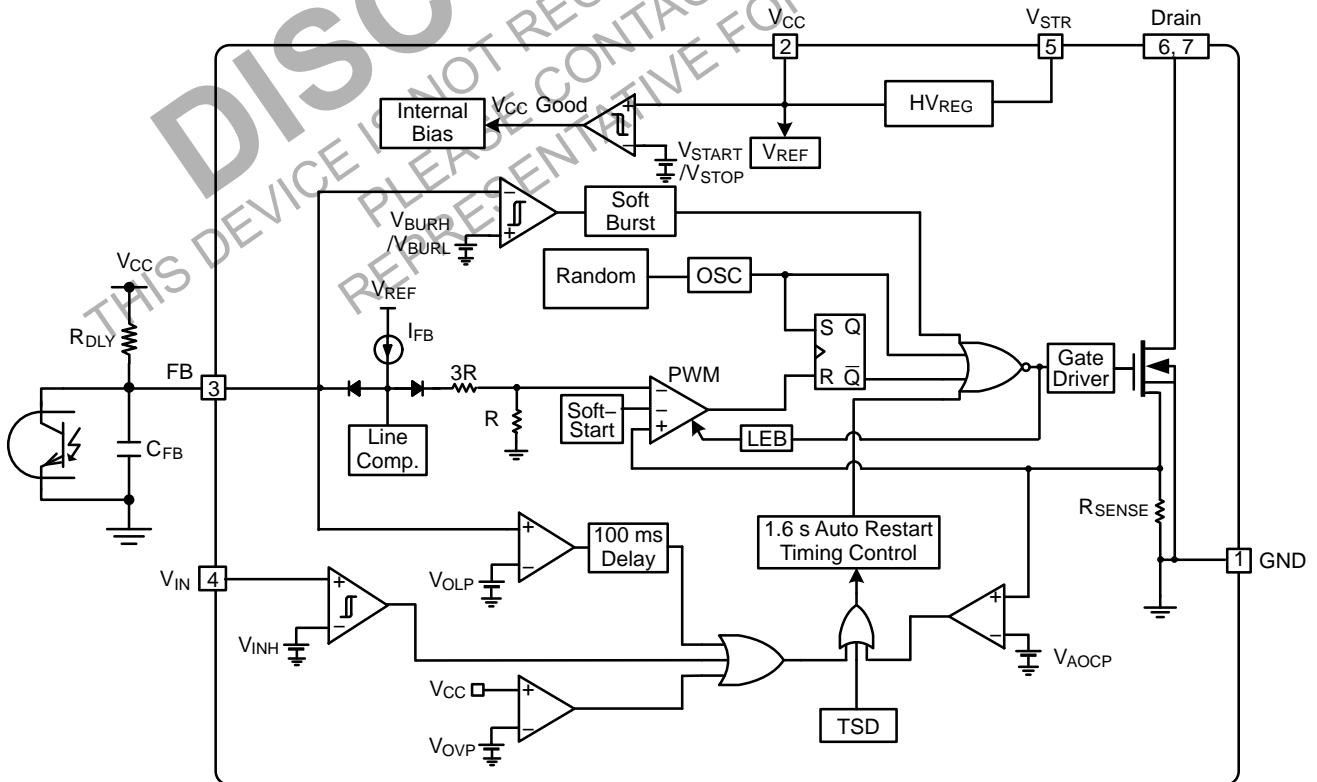 DISC
THIS DEVICE IS NOT REC
PLEASE CONTAC
REPRESENTATIVE FOR
VCC
2
VSTR
5
Drain
6, 7
Internal
Bias
VCC Good
+
−
VSTART
/VSTOP
VREF
HVREG
VBURH
/VBURL
−
+
Soft
Burst
Random
OSC
VCC
RDLY
FB
3
CFB
VREF
IFB
3R
R
Line
Comp.
Soft–
Start
PWM
−
−
+
LEB
S Q
R Q̅
Gate
Driver
RSENSE
1
GND
VIN
4
+
−
VINH
+
−
VOLP
100 ms
Delay
1.6 s Auto Restart
Timing Control
+
−
VAOCP
VCC
+
−
VOVP
TSD